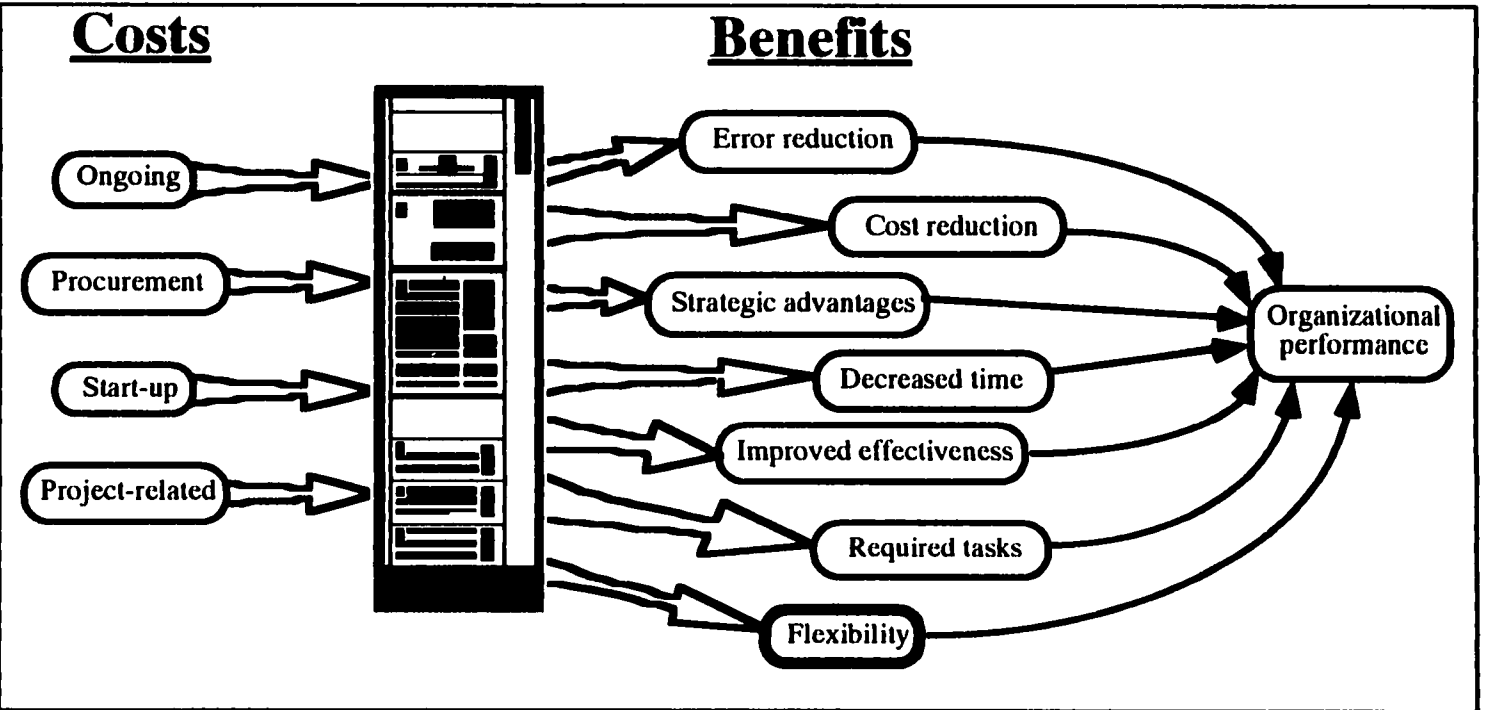 Costs
Benefits
Ongoing
Procurement
Start-up
Project-related
Error reduction
Cost reduction
Strategic advantages
Decreased time
Improved effectiveness
Required tasks
Flexibility
Organizational
performance